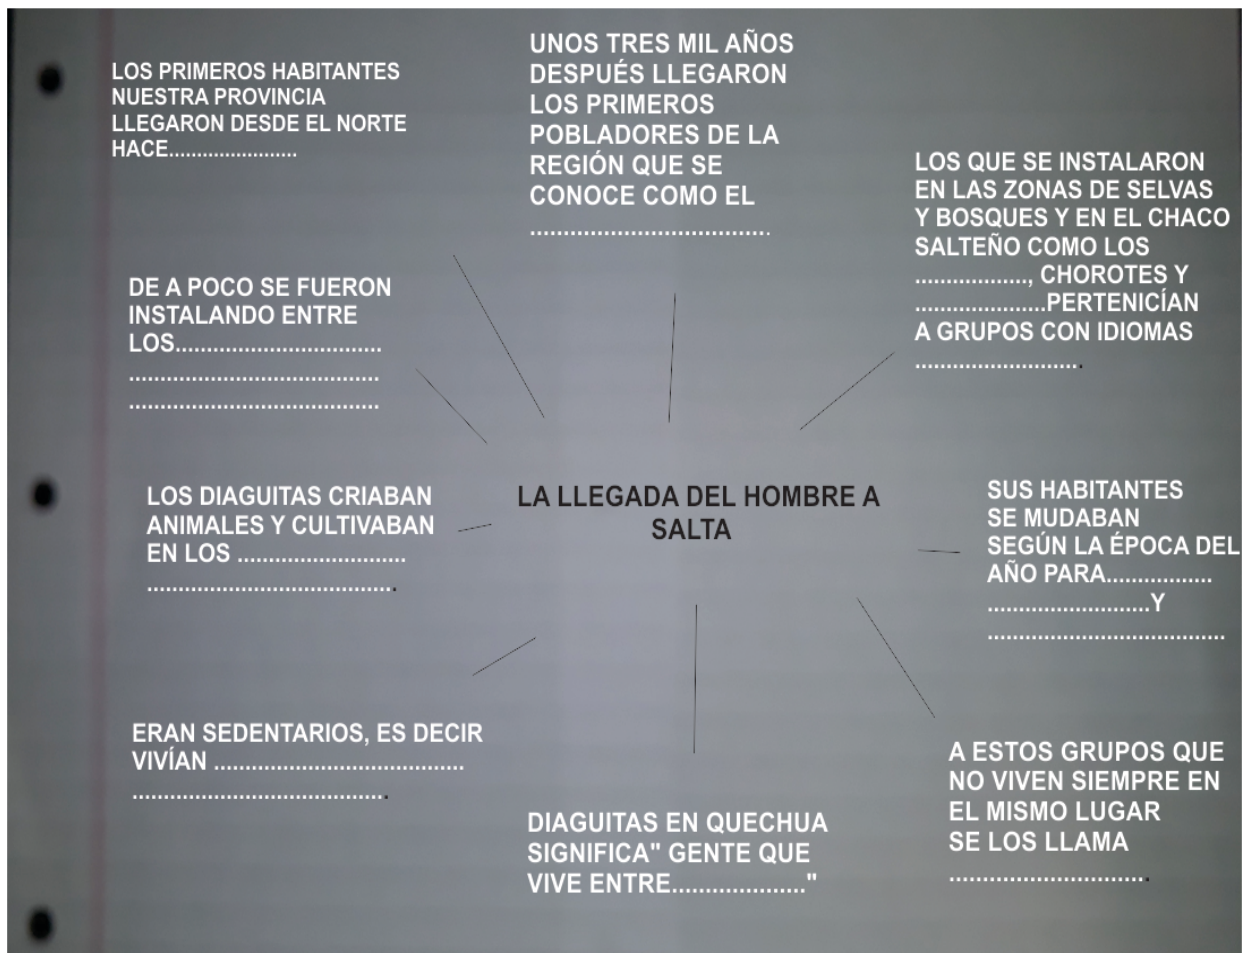 LOS PRIMEROS HABITANTES
NUESTRA PROVINCIA
LLEGARON DESDE EL NORTE
HACE.......................
UNOS TRES MIL AÑOS
DESPUÉS LLEGARON
LOS PRIMEROS
POBLADORES DE LA
REGIÓN QUE SE
CONOCE COMO EL
....................................
LOS QUE SE INSTALARON
EN LAS ZONAS DE SELVAS
Y BOSQUES Y EN EL CHACO
SALTEÑO COMO LOS
.................., CHOROTES Y
.....................PERTENICÍAN
A GRUPOS CON IDIOMAS
...........................
DE A POCO SE FUERON
INSTALANDO ENTRE
LOS.................................
........................................
........................................
LOS DIAGUITAS CRIABAN
ANIMALES Y CULTIVABAN
EN LOS ...........................
........................................
LA LLEGADA DEL HOMBRE A
SALTA
SUS HABITANTES
SE MUDABAN
SEGÚN LA ÉPOCA DEL
AÑO PARA.................
..........................Y
......................................
ERAN SEDENTARIOS, ES DECIR
VIVÍAN ........................................
.........................................
DIAGUITAS EN QUECHUA
SIGNIFICA" GENTE QUE
VIVE ENTRE...................."
A ESTOS GRUPOS QUE
NO VIVEN SIEMPRE EN
EL MISMO LUGAR
SE LOS LLAMA
..............................